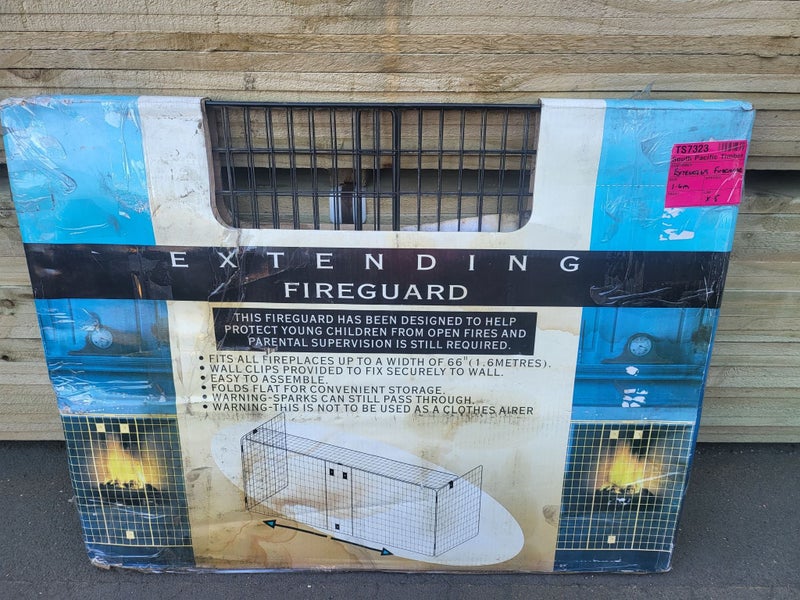 TS7323
South Pacific Timber
1.6m
x 5
EXTENDING
FIREGUARD
THIS FIREGUARD HAS BEEN DESIGNED TO HELP
PROTECT YOUNG CHILDREN FROM OPEN FIRES AND
PARENTAL SUPERVISION IS STILL REQUIRED.
• FITS ALL FIREPLACES UP TO A WIDTH OF 66"(1.6METRES).
• WALL CLIPS PROVIDED TO FIX SECURELY TO WALL.
• EASY TO ASSEMBLE.
• FOLDS FLAT FOR CONVENIENT STORAGE.
• WARNING-SPARKS CAN STILL PASS THROUGH.
• WARNING-THIS IS NOT TO BE USED AS A CLOTHES AIRER